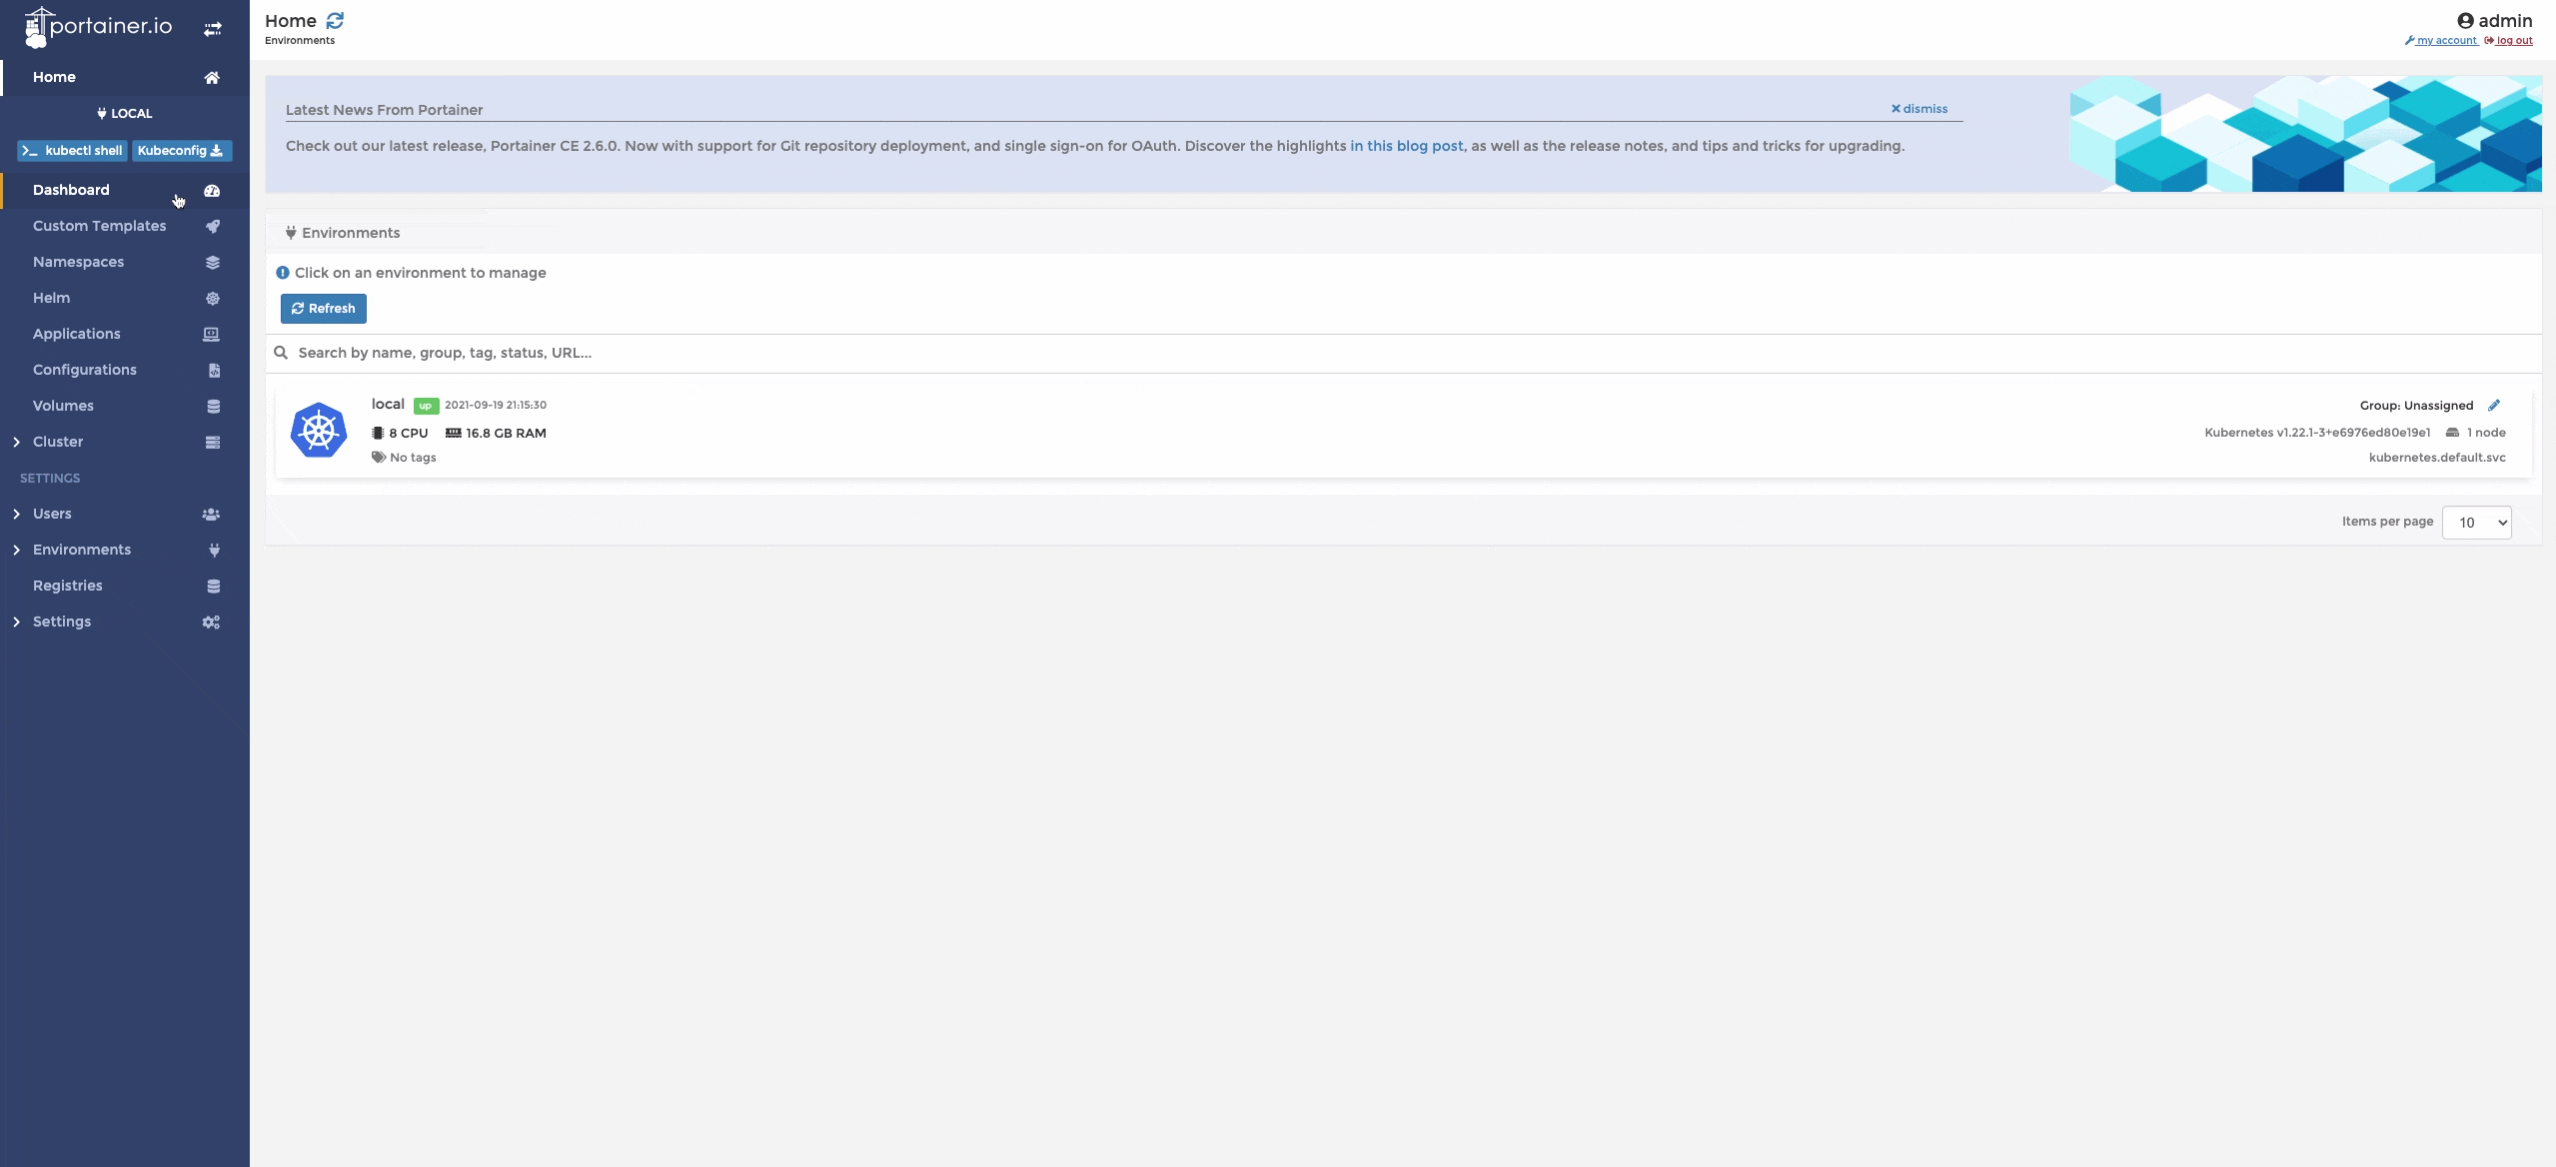 portainer.io
Home
LOCAL
kubectl shell
Kubeconfig
Dashboard
Custom Templates
Namespaces
Helm
Applications
Configurations
Volumes
Cluster
SETTINGS
Users
Environments
Registries
Settings
Home
Environments
admin
my account
log out
Latest News From Portainer
dismiss
Check out our latest release, Portainer CE 2.6.0. Now with support for Git repository deployment, and single sign-on for OAuth. Discover the highlights in this blog post, as well as the release notes, and tips and tricks for upgrading.
Environments
Click on an environment to manage
Refresh
Search by name, group, tag, status, URL...
local up 2021-09-19 21:15:30
Group: Unassigned
8 CPU 16.8 GB RAM
Kubernetes v1.22.1-3+e6976ed80e19e1 1 node
No tags
kubernetes.default.svc
Items per page 10